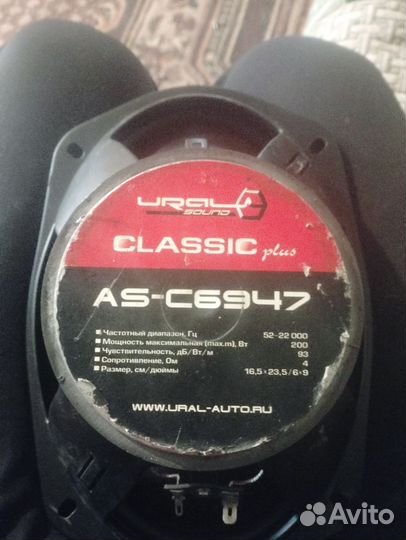 URAL
SOUND
CLASSIC plus
AS-C6947
Частотный диапазон, Гц 52-22 000
Мощность максимальная (max.m), Вт 200
Чувствительность, дБ/Вт/м 93
Сопротивление, Ом 4
Размер, см/дюймы 16,5×23,5/6×9
WWW.URAL-AUTO.RU
Avito